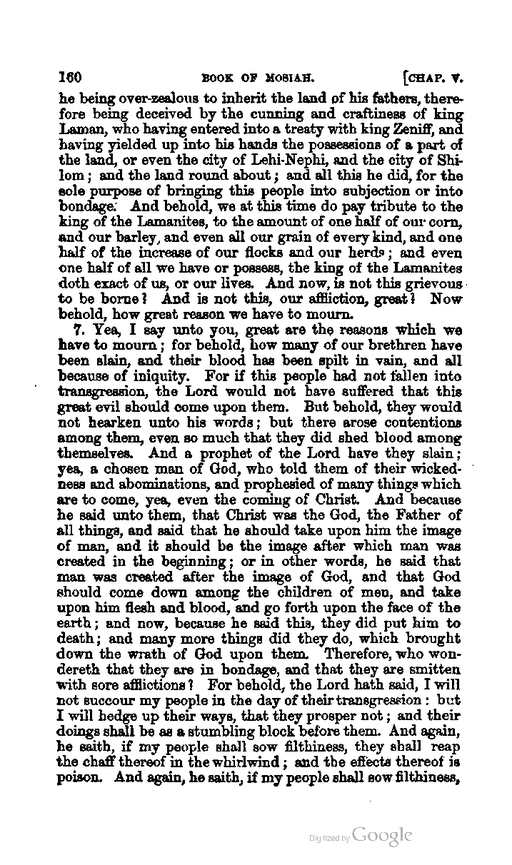 160 BOOK OF MOSIAH. [CHAP. V.
he being over-zealous to inherit the land of his fathers, there-
fore being deceived by the cunning and craftiness of king
Laman, who having entered into a treaty with king Zeniff, and
having yielded up into his hands the possessions of a part of
the land, or even the city of Lehi-Nephi, and the city of Shi-
lom; and the land round about; and all this he did, for the
sole purpose of bringing this people into subjection or into
bondage. And behold, we at this time do pay tribute to the
king of the Lamanites, to the amount of one half of our corn,
and our barley, and even all our grain of every kind, and one
half of the increase of our flocks and our herds; and even
one half of all we have or possess, the king of the Lamanites
doth exact of us, or our lives. And now, is not this grievous
to be borne? And is not this, our affliction, great? Now
behold, how great reason we have to mourn.
7. Yea, I say unto you, great are the reasons which we
have to mourn; for behold, how many of our brethren have
been slain, and their blood has been spilt in vain, and all
because of iniquity. For if this people had not fallen into
transgression, the Lord would not have suffered that this
great evil should come upon them. But behold, they would
not hearken unto his words; but there arose contentions
among them, even so much that they did shed blood among
themselves. And a prophet of the Lord have they slain;
yea, a chosen man of God, who told them of their wicked-
ness and abominations, and prophesied of many things which
are to come, yea, even the coming of Christ. And because
he said unto them, that Christ was the God, the Father of
all things, and said that he should take upon him the image
of man, and it should be the image after which man was
created in the beginning; or in other words, he said that
man was created after the image of God, and that God
should come down among the children of men, and take
upon him flesh and blood, and go forth upon the face of the
earth; and now, because he said this, they did put him to
death; and many more things did they do, which brought
down the wrath of God upon them. Therefore, who won-
dereth that they are in bondage, and that they are smitten
with sore afflictions? For behold, the Lord hath said, I will
not succour my people in the day of their transgression: but
I will hedge up their ways, that they prosper not; and their
doings shall be as a stumbling block before them. And again,
he saith, if my people shall sow filthiness, they shall reap
the chaff thereof in the whirlwind; and the effects thereof is
poison. And again, he saith, if my people shall sow filthiness,
Digitized by Google